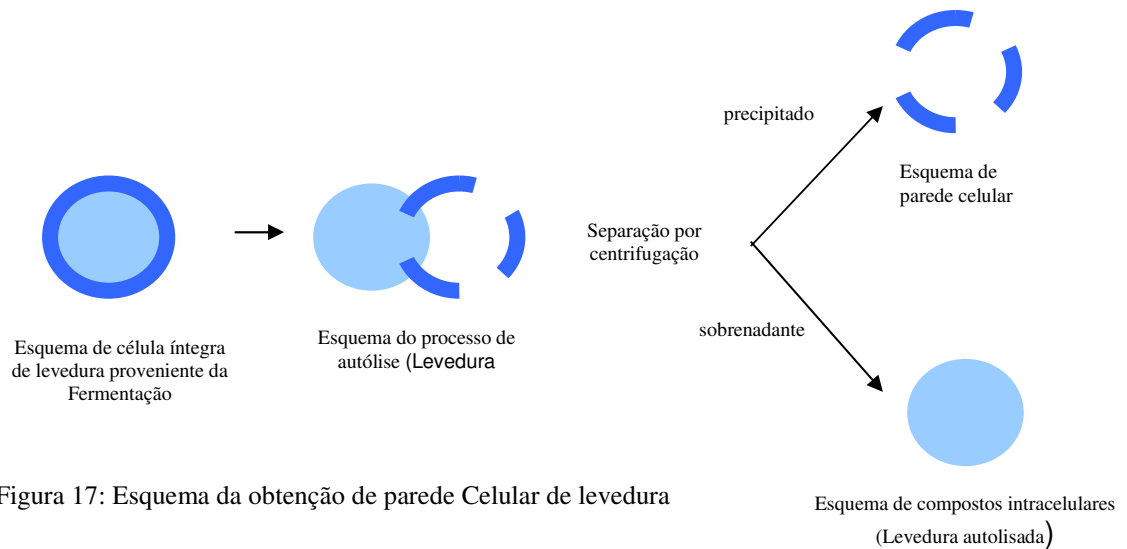 Esquema de célula íntegra
de levedura proveniente da
Fermentação
Esquema do processo de
autólise (Levedura
Separação por
centrifugação
precipitado
Esquema de
parede celular
sobrenadante
Esquema de compostos intracelulares
(Levedura autolisada)
Figura 17: Esquema da obtenção de parede Celular de levedura